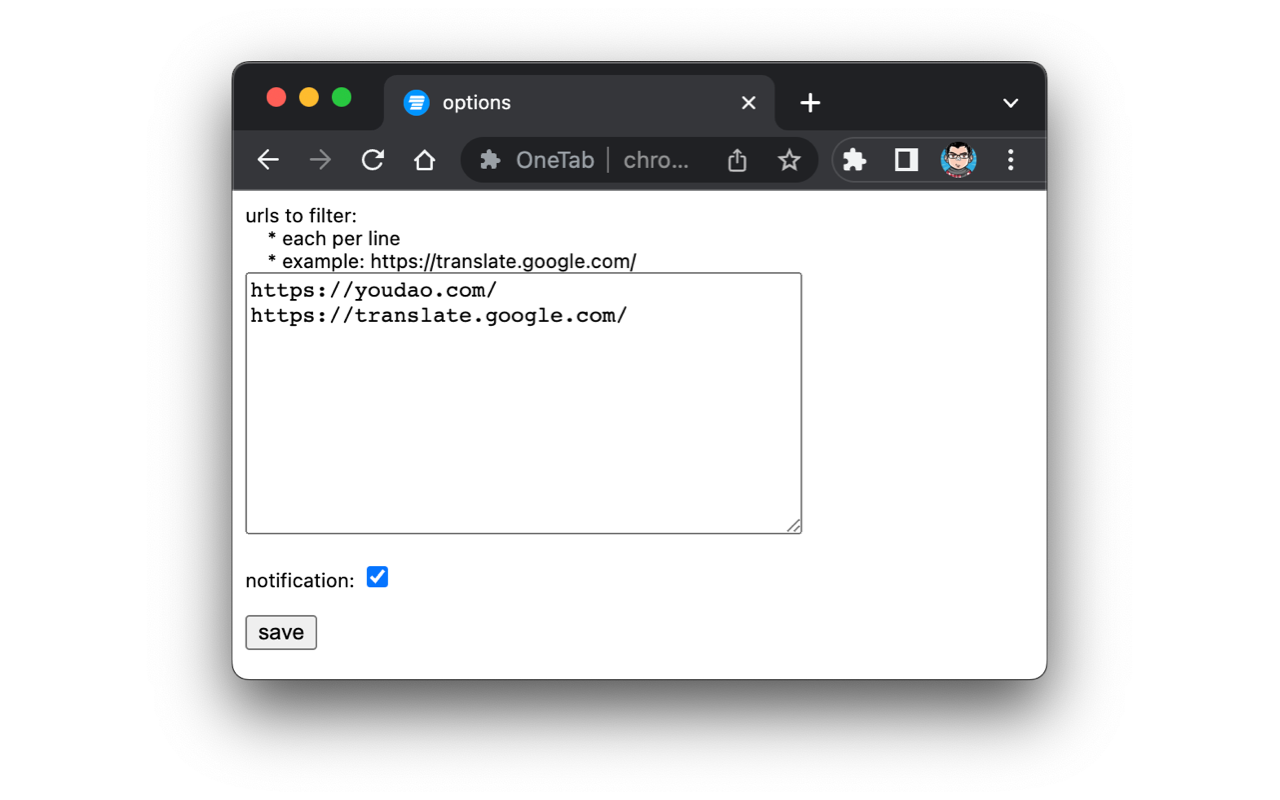 options
OneTab | chro...
urls to filter:
* each per line
* example: https://translate.google.com/
https://youdao.com/
https://translate.google.com/
notification:
save